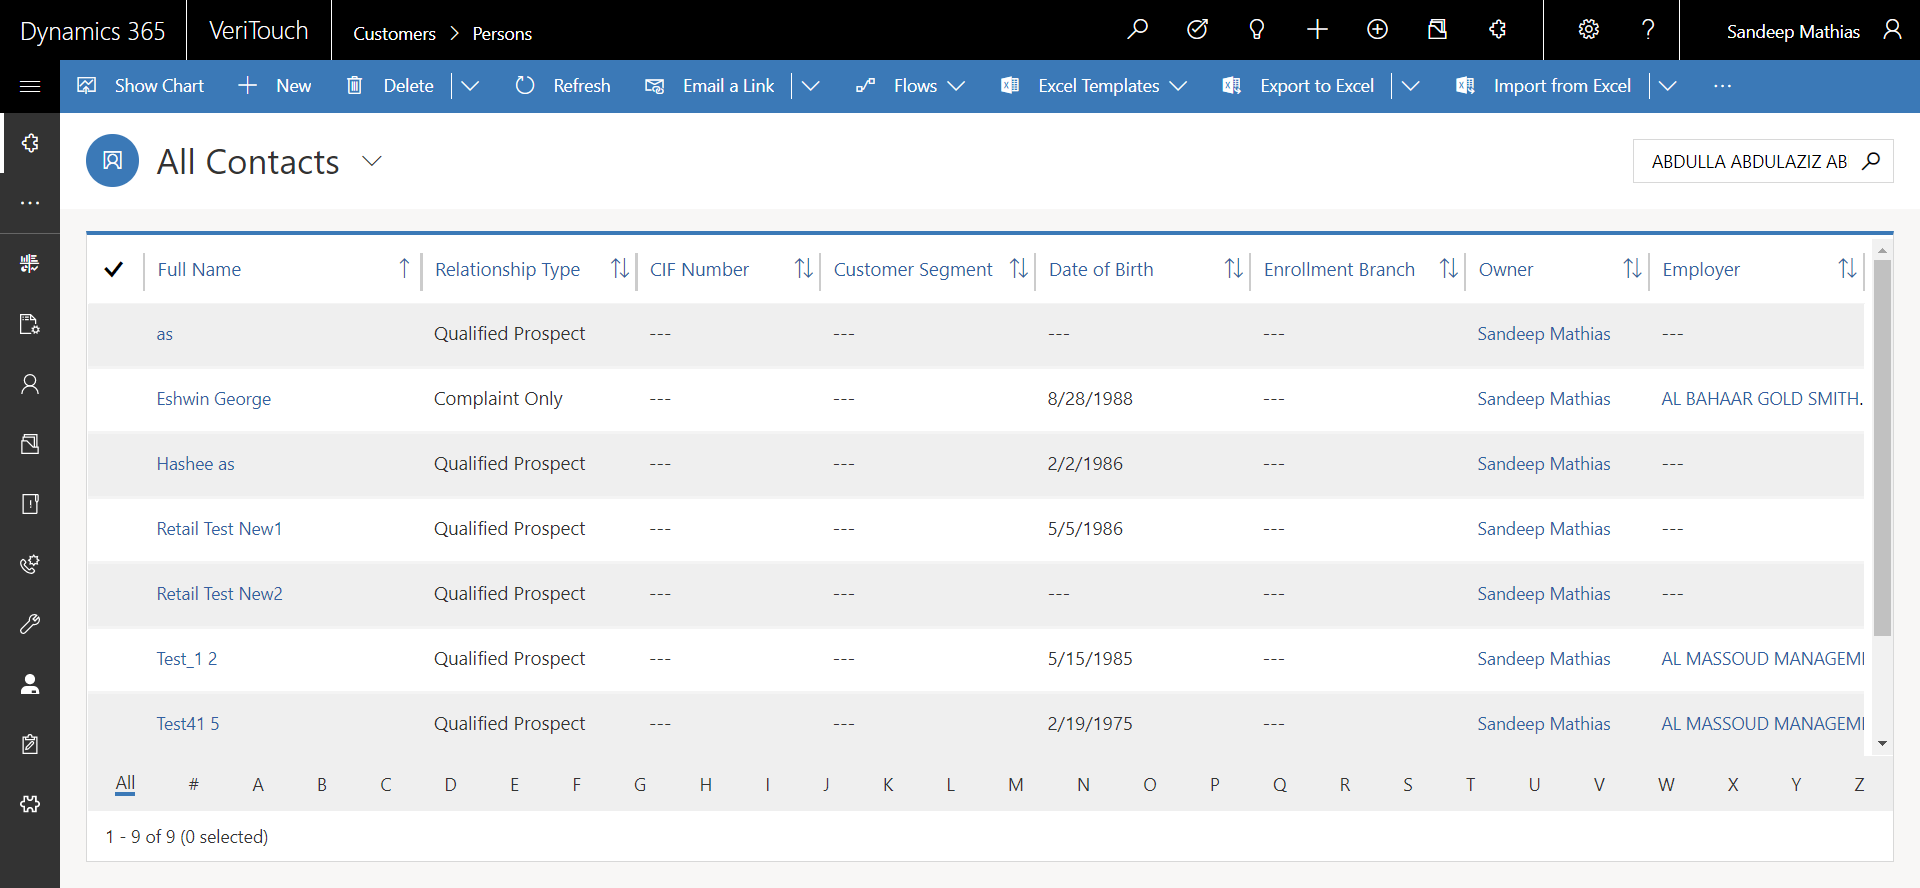 Dynamics 365 VeriTouch Customers > Persons Sandeep Mathias
Show Chart New Delete Refresh Email a Link Flows Excel Templates Export to Excel Import from Excel ...
All Contacts
ABDULLA ABDULAZIZ AB
Full Name Relationship Type CIF Number Customer Segment Date of Birth Enrollment Branch Owner Employer
as Qualified Prospect --- --- --- --- Sandeep Mathias ---
Eshwin George Complaint Only --- --- 8/28/1988 --- Sandeep Mathias AL BAHAAR GOLD SMITH.
Hashee as Qualified Prospect --- --- 2/2/1986 --- Sandeep Mathias ---
Retail Test New1 Qualified Prospect --- --- 5/5/1986 --- Sandeep Mathias ---
Retail Test New2 Qualified Prospect --- --- --- --- Sandeep Mathias ---
Test_1 2 Qualified Prospect --- --- 5/15/1985 --- Sandeep Mathias AL MASSOUD MANAGEMI
Test41 5 Qualified Prospect --- --- 2/19/1975 --- Sandeep Mathias AL MASSOUD MANAGEMI
All # A B C D E F G H I J K L M N O P Q R S T U V W X Y Z
1 - 9 of 9 (0 selected)